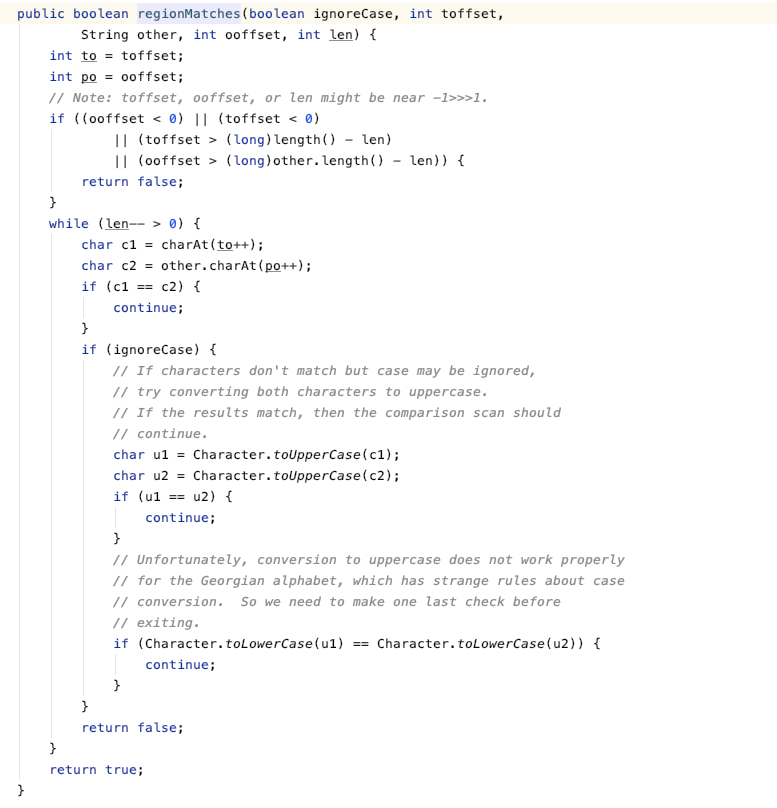 public boolean regionMatches(boolean ignoreCase, int toffset,
        String other, int ooffset, int len) {
    int to = toffset;
    int po = ooffset;
    // Note: toffset, ooffset, or len might be near -1>>>1.
    if ((ooffset < 0) || (toffset < 0)
            || (toffset > (long)length() - len)
            || (ooffset > (long)other.length() - len)) {
        return false;
    }
    while (len-- > 0) {
        char c1 = charAt(to++);
        char c2 = other.charAt(po++);
        if (c1 == c2) {
            continue;
        }
        if (ignoreCase) {
            // If characters don't match but case may be ignored,
            // try converting both characters to uppercase.
            // If the results match, then the comparison scan should
            // continue.
            char u1 = Character.toUpperCase(c1);
            char u2 = Character.toUpperCase(c2);
            if (u1 == u2) {
                continue;
            }
            // Unfortunately, conversion to uppercase does not work properly
            // for the Georgian alphabet, which has strange rules about case
            // conversion.  So we need to make one last check before
            // exiting.
            if (Character.toLowerCase(u1) == Character.toLowerCase(u2)) {
                continue;
            }
        }
        return false;
    }
    return true;
}